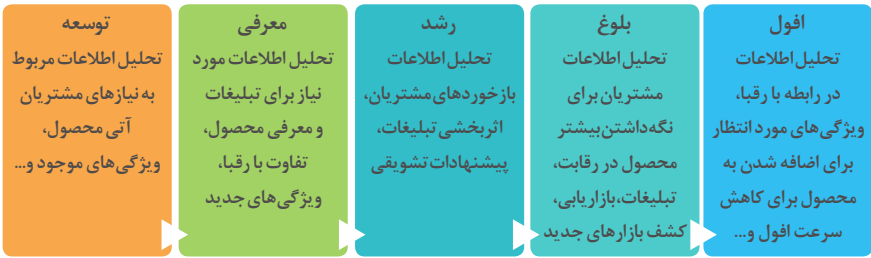 توسعه
تحلیل اطلاعات مربوط
به نیازهای مشتریان
آتی محصول،
ویژگی‌های موجود و...
معرفی
تحلیل اطلاعات مورد
نیاز برای تبلیغات
و معرفی محصول،
تفاوت با رقبا،
ویژگی‌های جدید
رشد
تحلیل اطلاعات
بازخوردهای مشتریان،
اثربخشی تبلیغات،
پیشنهادات تشویقی
بلوغ
تحلیل اطلاعات
مشتریان برای
نگه‌داشتن بیشتر
محصول در رقابت،
تبلیغات، بازاریابی،
کشف بازارهای جدید
افول
تحلیل اطلاعات
در رابطه با رقبا،
ویژگی‌های مورد انتظار
برای اضافه شدن به
محصول برای کاهش
سرعت افول و...